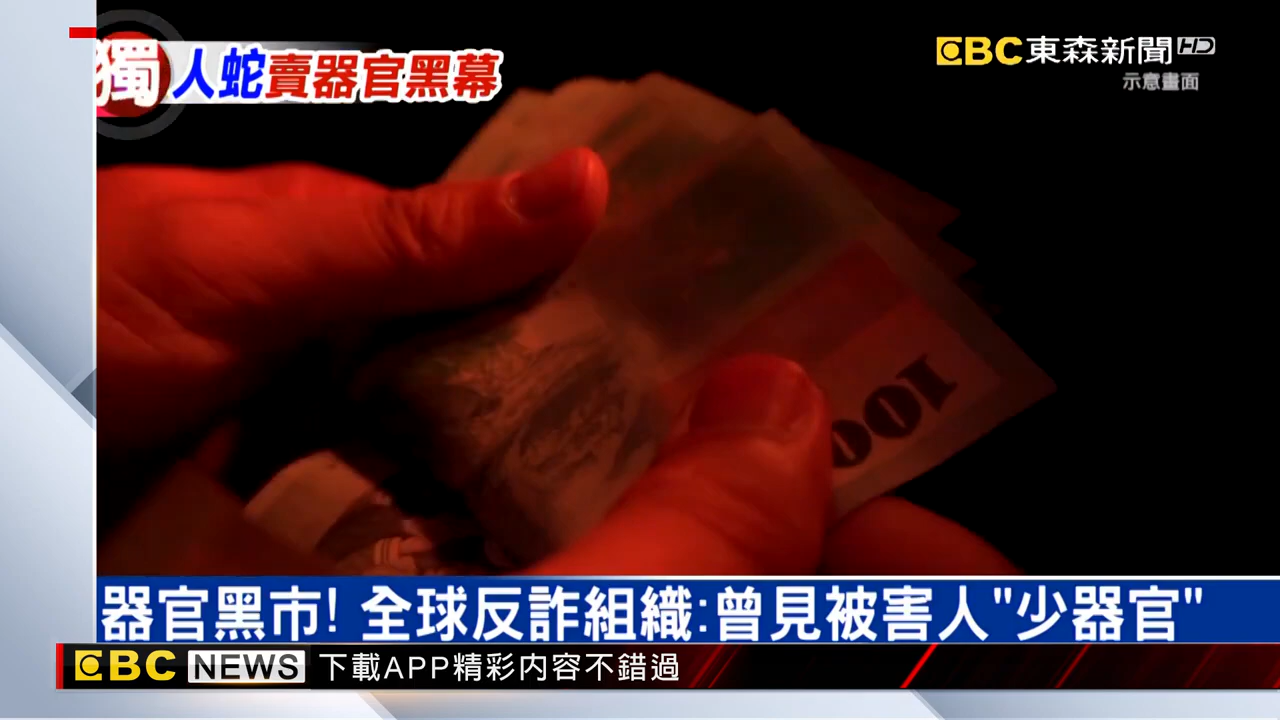 獨 人蛇賣器官黑幕
EBC東森新聞HD
示意畫面
100
器官黑市! 全球反詐組織:曾見被害人"少器官"
EBC NEWS 下載APP精彩內容不錯過